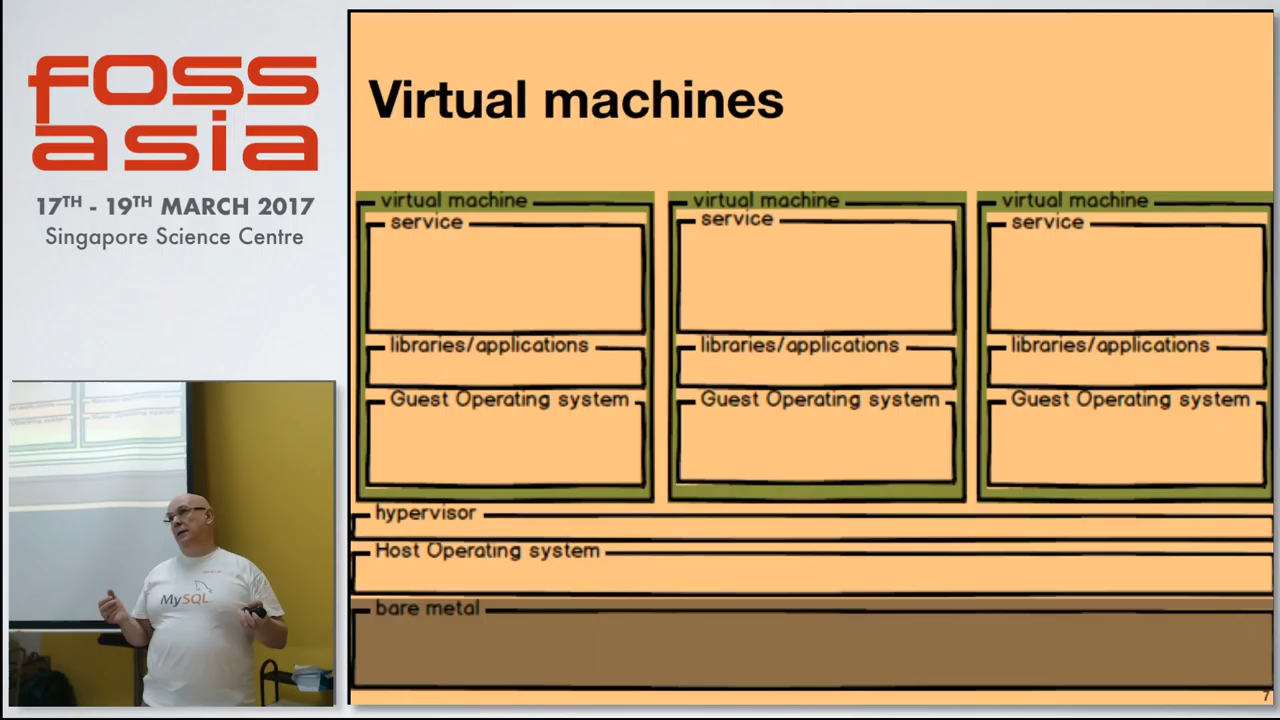 foss
asia
17TH - 19TH MARCH 2017
Singapore Science Centre
Virtual machines
virtual machine virtual machine virtual machine
service service service
libraries/applications libraries/applications libraries/applications
Guest Operating system Guest Operating system Guest Operating system
hypervisor
Host Operating system
bare metal
7
MySQL